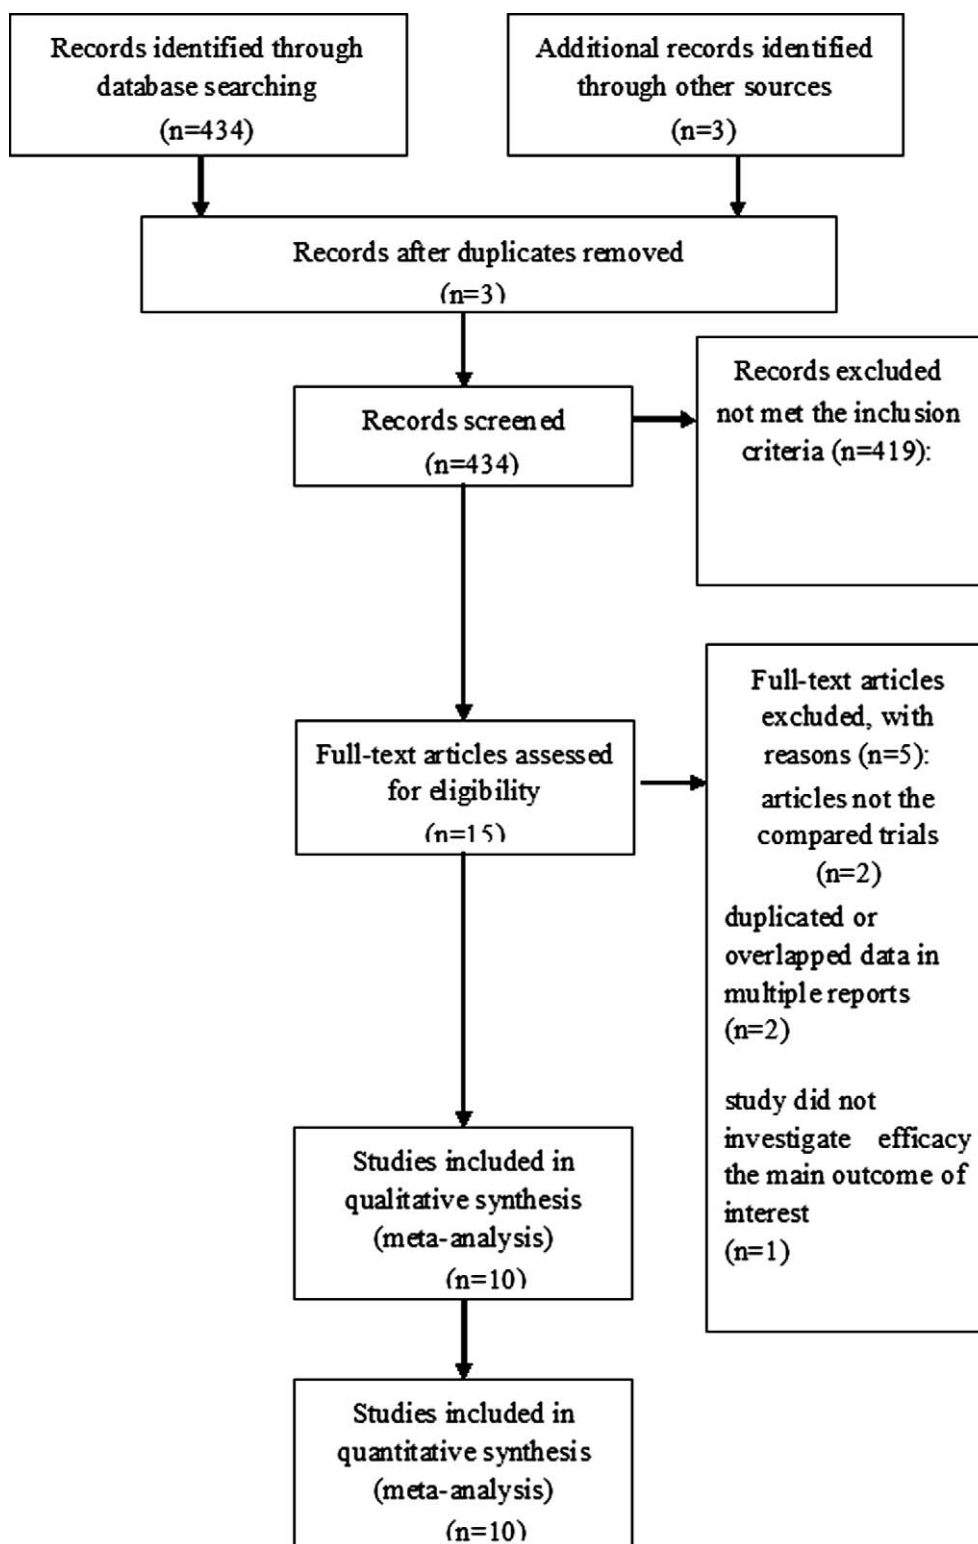 Records identified through
database searching
(n=434)
Additional records identified
through other sources
(n=3)
Records after duplicates removed
(n=3)
Records screened
(n=434)
Records excluded
not met the inclusion
criteria (n=419):
Full-text articles assessed
for eligibility
(n=15)
Full-text articles
excluded, with
reasons (n=5):
articles not the
compared trials
(n=2)
duplicated or
overlapped data in
multiple reports
(n=2)
study did not
investigate efficacy
the main outcome of
interest
(n=1)
Studies included in
qualitative synthesis
(meta-analysis)
(n=10)
Studies included in
quantitative synthesis
(meta-analysis)
(n=10)